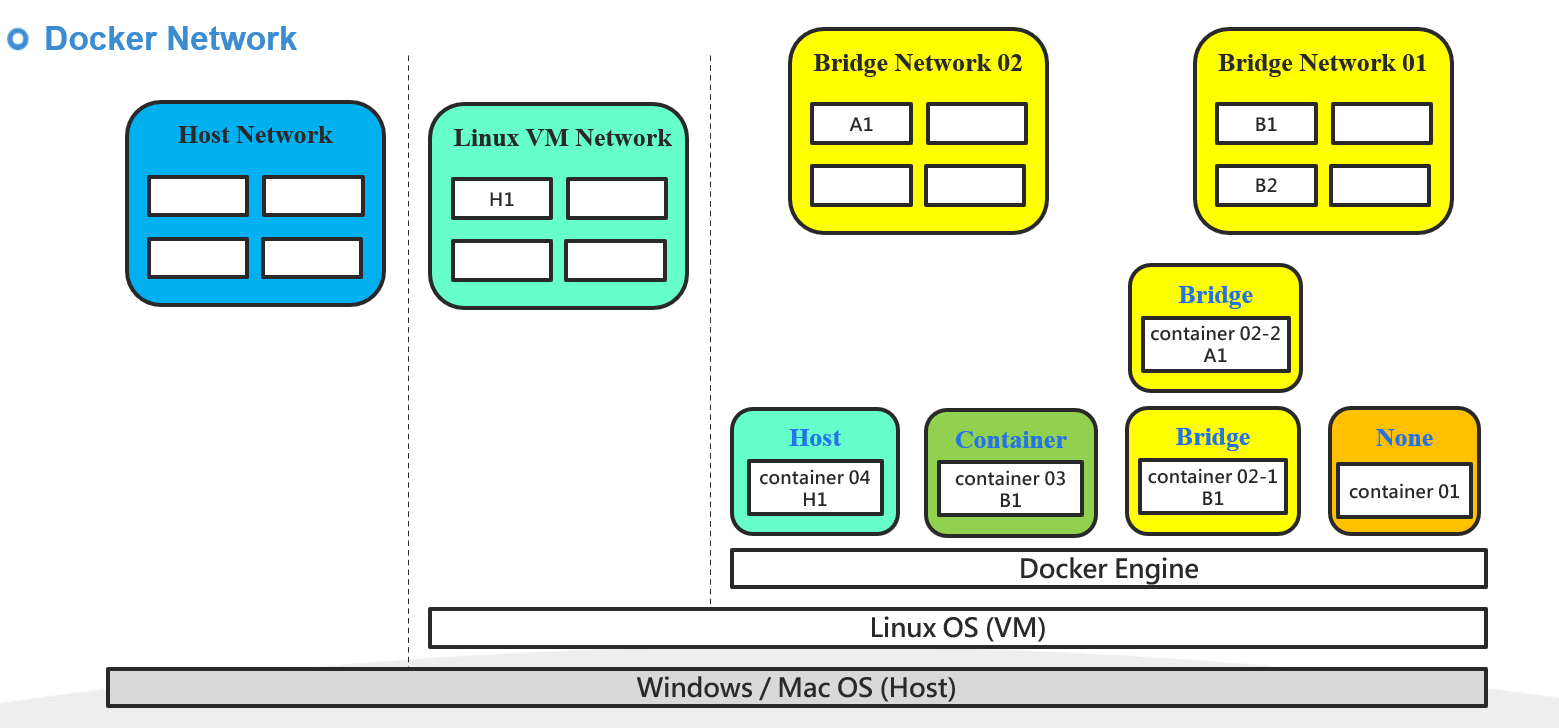 Docker Network
Host Network
Linux VM Network
H1
Bridge Network 02
A1
Bridge Network 01
B1
B2
Bridge
container 02-2
A1
Host
container 04
H1
Container
container 03
B1
Bridge
container 02-1
B1
None
container 01
Docker Engine
Linux OS (VM)
Windows / Mac OS (Host)